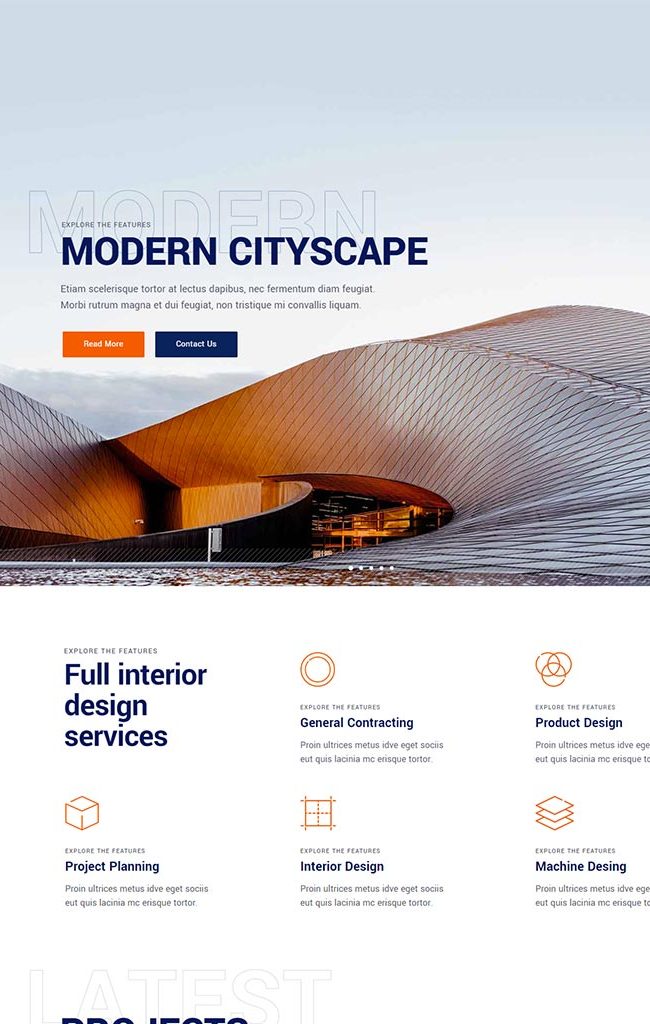 MODERN
EXPLORE THE FEATURES
MODERN CITYSCAPE
Etiam scelerisque tortor at lectus dapibus, nec fermentum diam feugiat.
Morbi rutrum magna et dui feugiat, non tristique mi convallis liquam.
Read More
Contact Us
EXPLORE THE FEATURES
Full interior
design
services
EXPLORE THE FEATURES
General Contracting
Proin ultrices metus idve eget sociis
eut quis lacinia mc erisque tortor.
EXPLORE THE FEATURES
Product Design
Proin ultrices metus idve ege
eut quis lacinia mc erisque to
EXPLORE THE FEATURES
Project Planning
Proin ultrices metus idve eget sociis
eut quis lacinia mc erisque tortor.
EXPLORE THE FEATURES
Interior Design
Proin ultrices metus idve eget sociis
eut quis lacinia mc erisque tortor.
EXPLORE THE FEATURES
Machine Desing
Proin ultrices metus idve ege
eut quis lacinia mc erisque to
LATEST
PROJECTS